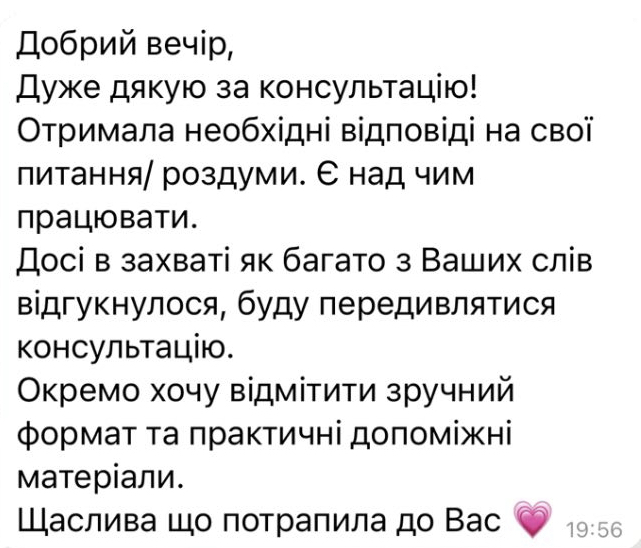 Добрий вечір,
Дуже дякую за консультацію!
Отримала необхідні відповіді на свої
питання/ роздуми. Є над чим
працювати.
Досі в захваті як багато з Ваших слів
відгукнулося, буду передивлятися
консультацію.
Окремо хочу відмітити зручний
формат та практичні допоміжні
матеріали.
Щаслива що потрапила до Вас 💗 19:56